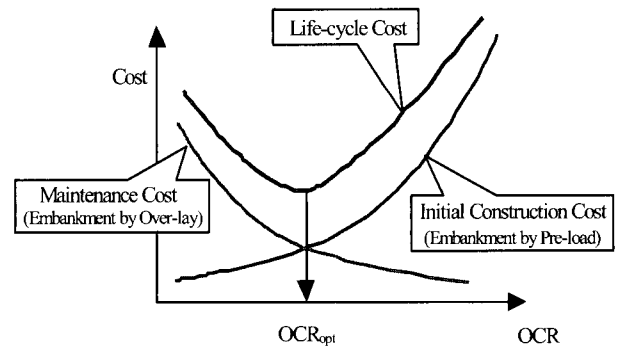 Life-cycle Cost
Cost
Maintenance Cost
(Embankment by Over-lay)
Initial Construction Cost
(Embankment by Pre-load)
OCRopt
OCR